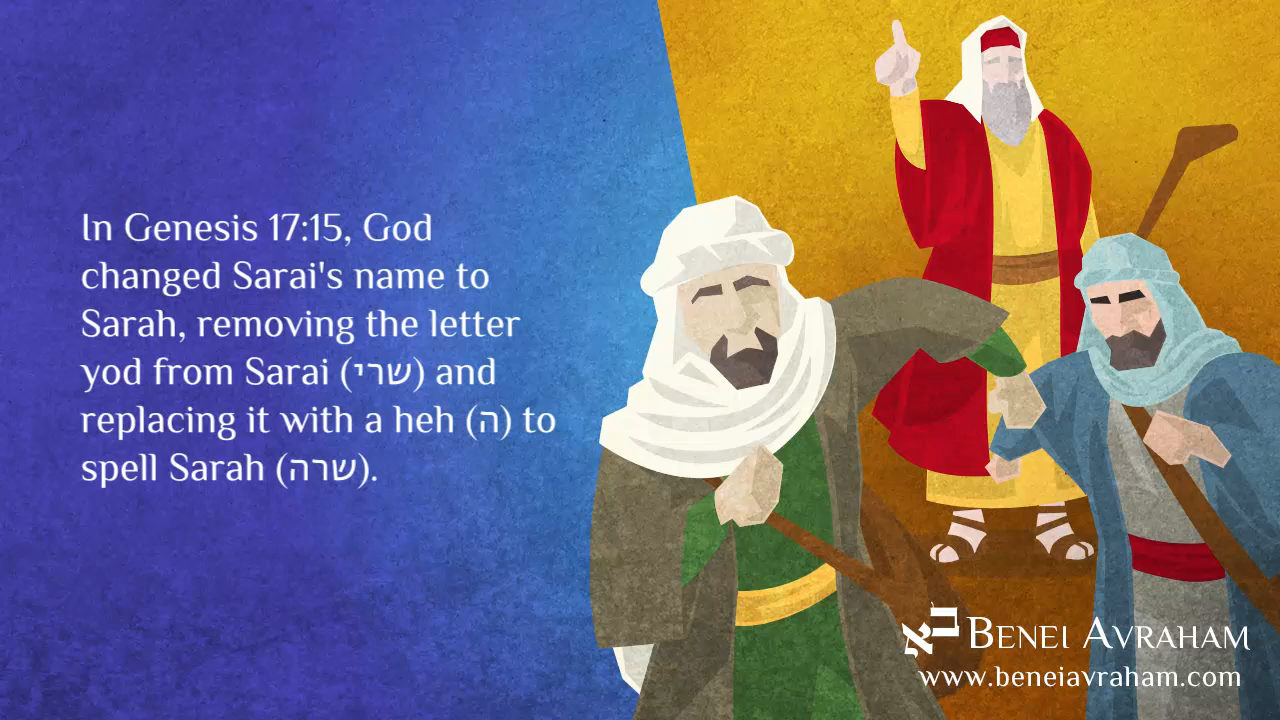 In Genesis 17:15, God
changed Sarai's name to
Sarah, removing the letter
yod from Sarai (שרי) and
replacing it with a heh (ה) to
spell Sarah (שרה).
בא Benei Avraham
www.beneiavraham.com